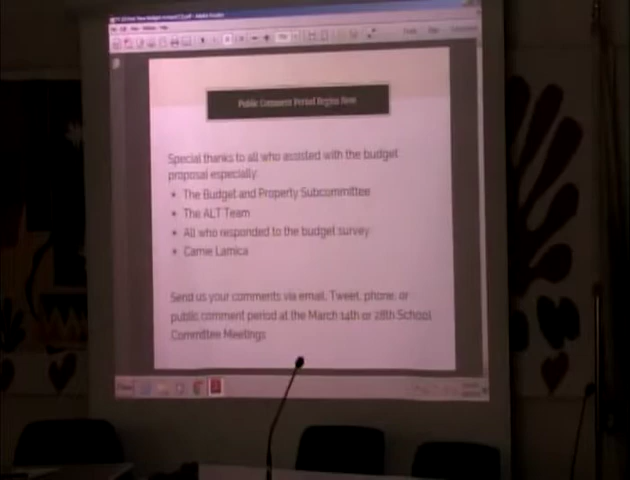 Public Comment Period Begins Now
Special thanks to all who assisted with the budget
proposal especially:
• The Budget and Property Subcommittee
• The ALT Team
• All who responded to the budget survey
• Carrie Lamica
Send us your comments via email, Tweet, phone, or
public comment period at the March 14th or 28th School
Committee Meetings